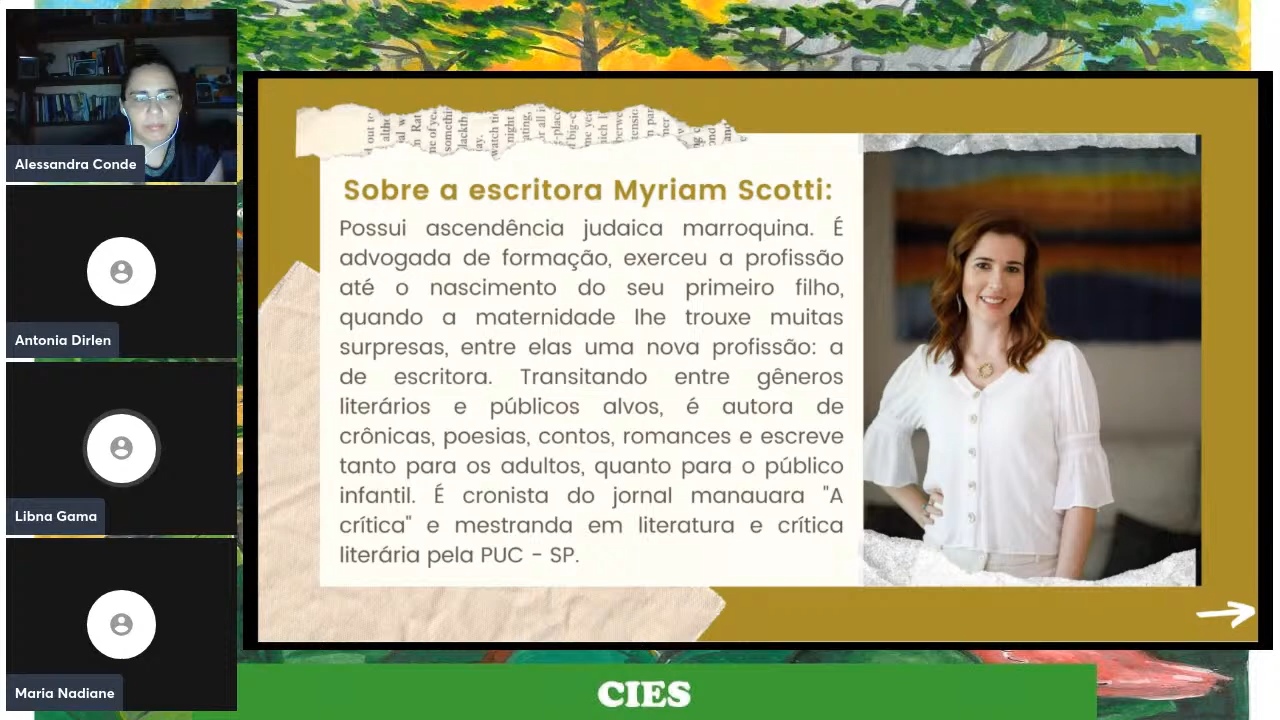 Alessandra Conde
Antonia Dirlen
Libna Gama
Maria Nadiane
Sobre a escritora Myriam Scotti:
Possui ascendência judaica marroquina. É
advogada de formação, exerceu a profissão
até o nascimento do seu primeiro filho,
quando a maternidade lhe trouxe muitas
surpresas, entre elas uma nova profissão: a
de escritora. Transitando entre gêneros
literários e públicos alvos, é autora de
crônicas, poesias, contos, romances e escreve
tanto para os adultos, quanto para o público
infantil. É cronista do jornal manauara "A
crítica" e mestranda em literatura e crítica
literária pela PUC - SP.
CIES